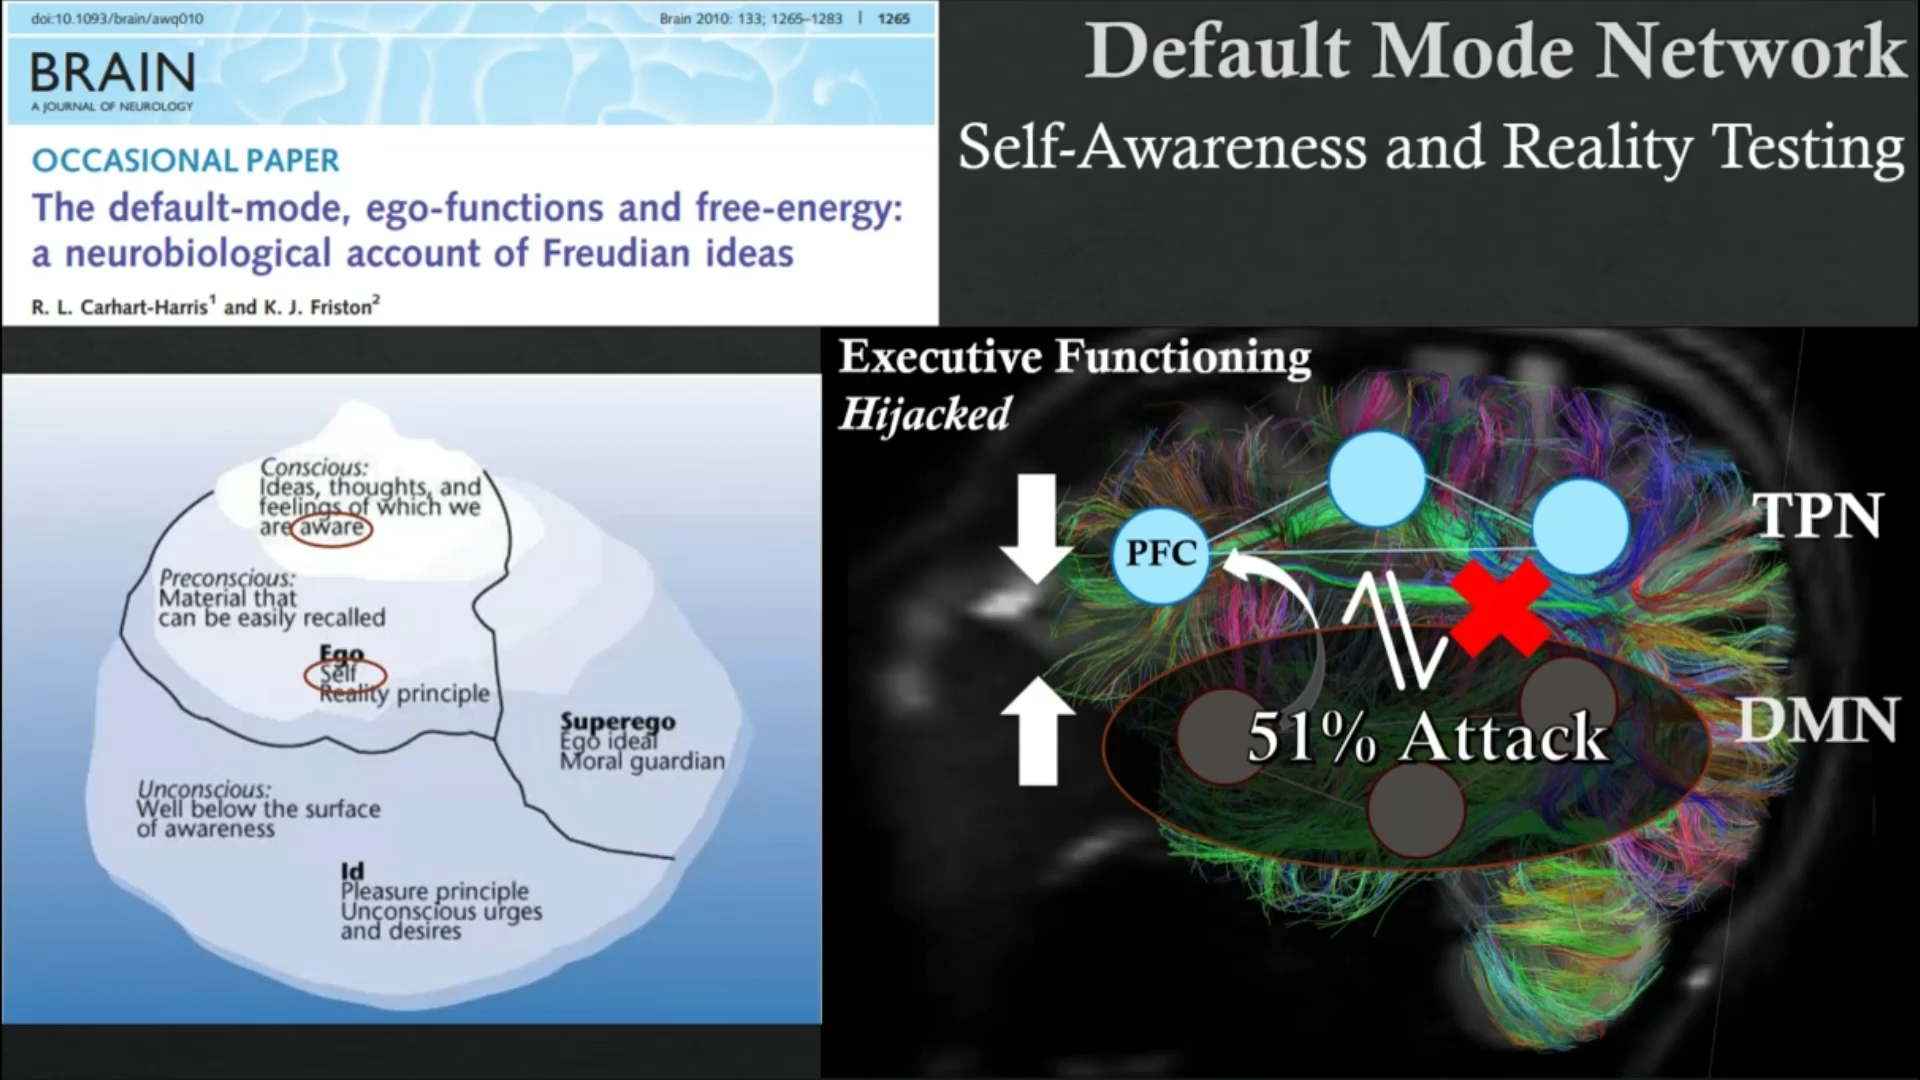 doi:10.1093/brain/awq010
Brain 2010: 133; 1265–1283 | 1265
BRAIN
A JOURNAL OF NEUROLOGY
OCCASIONAL PAPER
The default-mode, ego-functions and free-energy:
a neurobiological account of Freudian ideas
R. L. Carhart-Harris¹ and K. J. Friston²
Default Mode Network
Self-Awareness and Reality Testing
Conscious:
Ideas, thoughts, and
feelings of which we
are aware
Preconscious:
Material that
can be easily recalled
Ego
Self
Reality principle
Superego
Ego ideal
Moral guardian
Unconscious:
Well below the surface
of awareness
Id
Pleasure principle
Unconscious urges
and desires
Executive Functioning
Hijacked
PFC
TPN
51% Attack
DMN